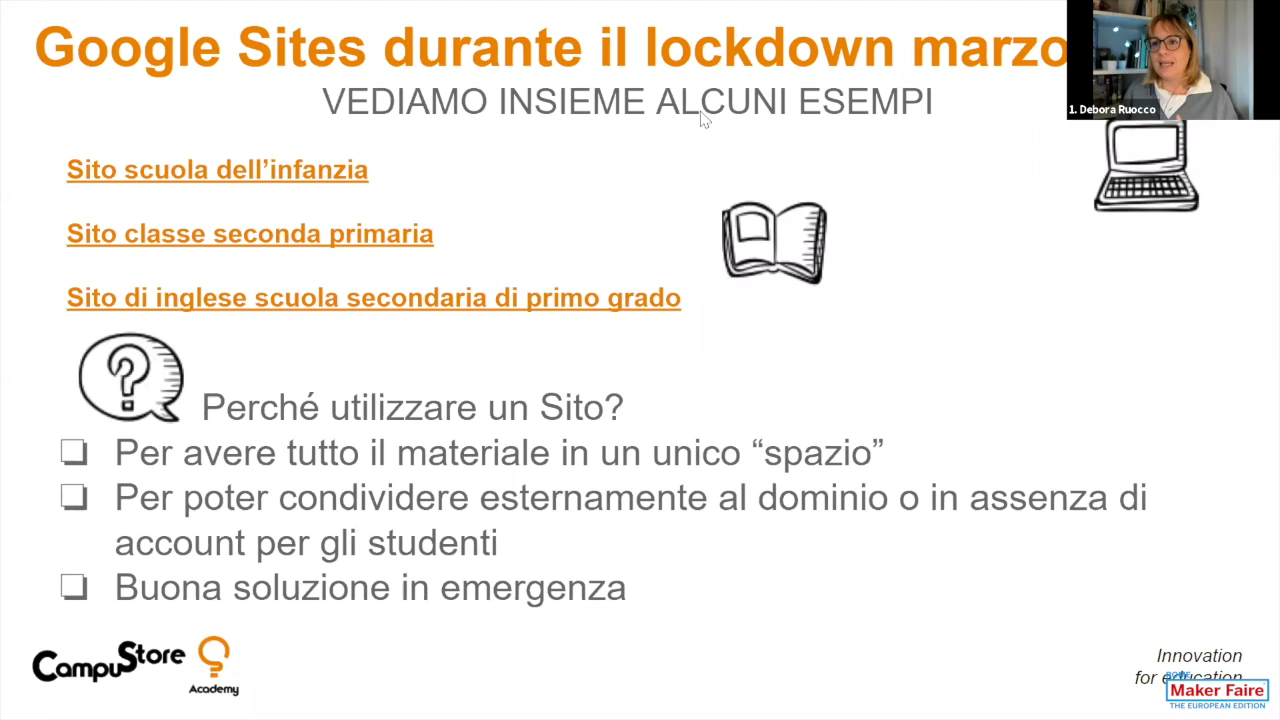 Google Sites durante il lockdown marzo
VEDIAMO INSIEME ALCUNI ESEMPI
1. Debora Ruocco
Sito scuola dell’infanzia
Sito classe seconda primaria
Sito di inglese scuola secondaria di primo grado
Perché utilizzare un Sito?
❏ Per avere tutto il materiale in un unico “spazio”
❏ Per poter condividere esternamente al dominio o in assenza di
account per gli studenti
❏ Buona soluzione in emergenza
CampuStore
Academy
Innovation
for education
ROME
Maker Faire
THE EUROPEAN EDITION